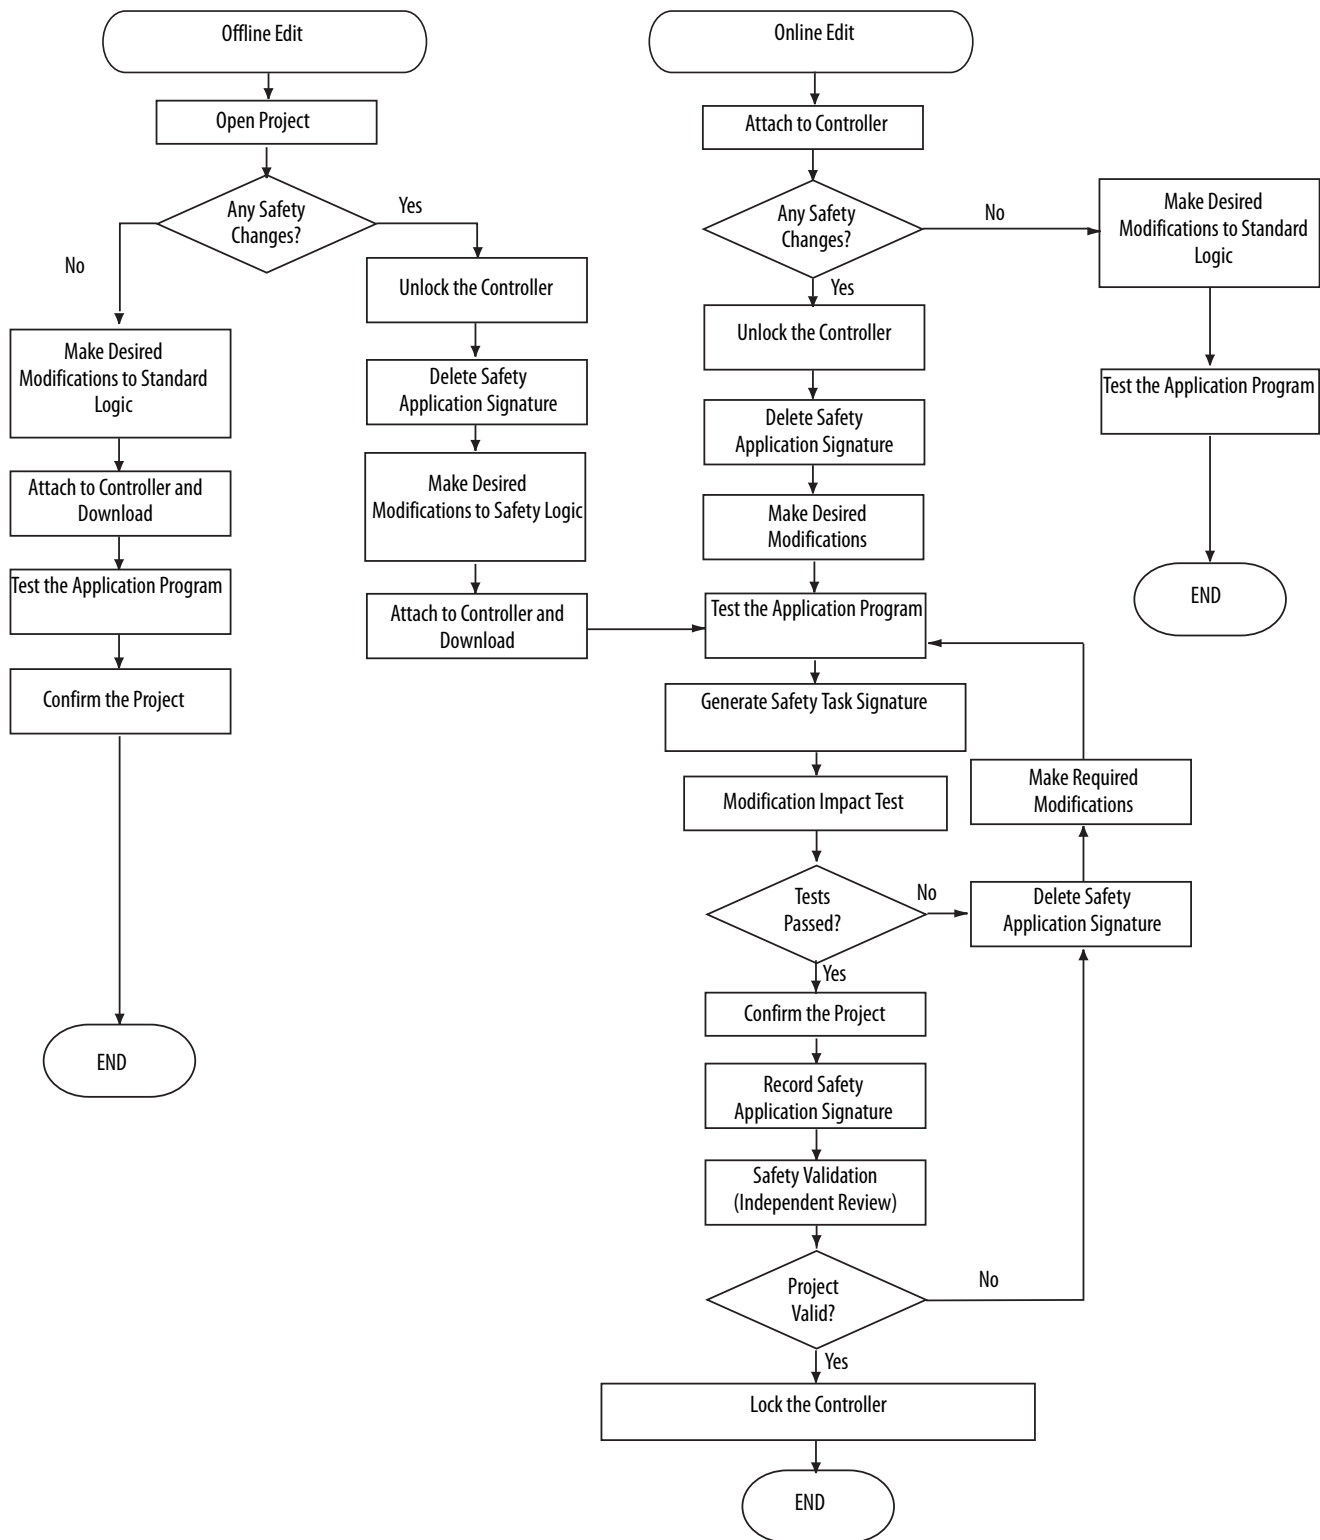 Offline Edit
Open Project
Any Safety
Changes?
Yes
No
Unlock the Controller
Make Desired
Modifications to Standard
Logic
Delete Safety
Application Signature
Attach to Controller and
Download
Make Desired
Modifications to Safety Logic
Test the Application Program
Attach to Controller and
Download
Confirm the Project
END
Online Edit
Attach to Controller
Any Safety
Changes?
No
Yes
Make Desired
Modifications to Standard
Logic
Test the Application Program
END
Unlock the Controller
Delete Safety
Application Signature
Make Desired
Modifications
Test the Application Program
Generate Safety Task Signature
Modification Impact Test
Make Required
Modifications
Tests
Passed?
No
Delete Safety
Application Signature
Yes
Confirm the Project
Record Safety
Application Signature
Safety Validation
(Independent Review)
Project
Valid?
No
Yes
Lock the Controller
END